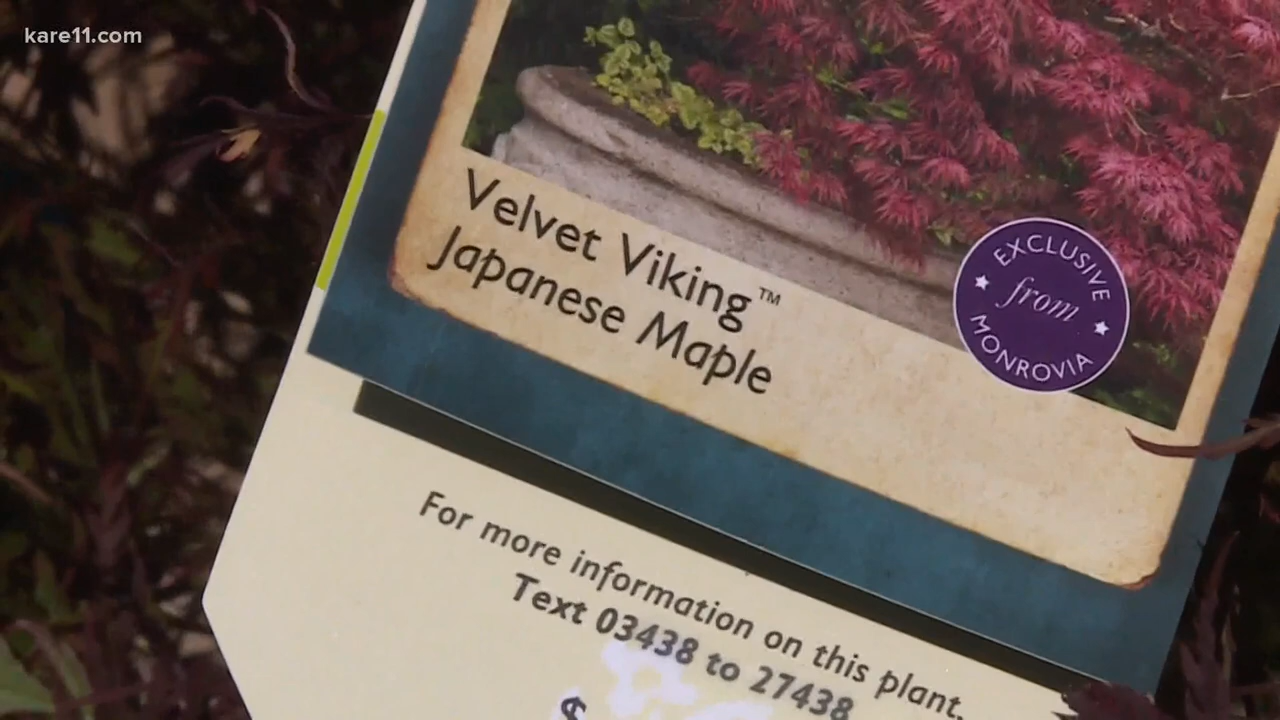 kare11.com
Velvet Viking™
Japanese Maple
EXCLUSIVE
from
MONROVIA
For more information on this plant,
Text 03438 to 27438
$